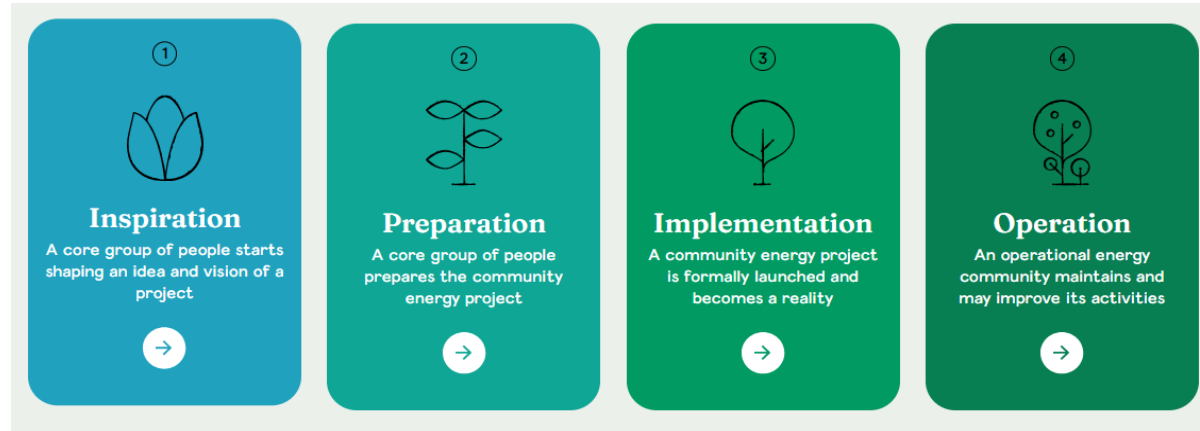 1
Inspiration
A core group of people starts
shaping an idea and vision of a
project
2
Preparation
A core group of people
prepares the community
energy project
3
Implementation
A community energy project
is formally launched and
becomes a reality
4
Operation
An operational energy
community maintains and
may improve its activities